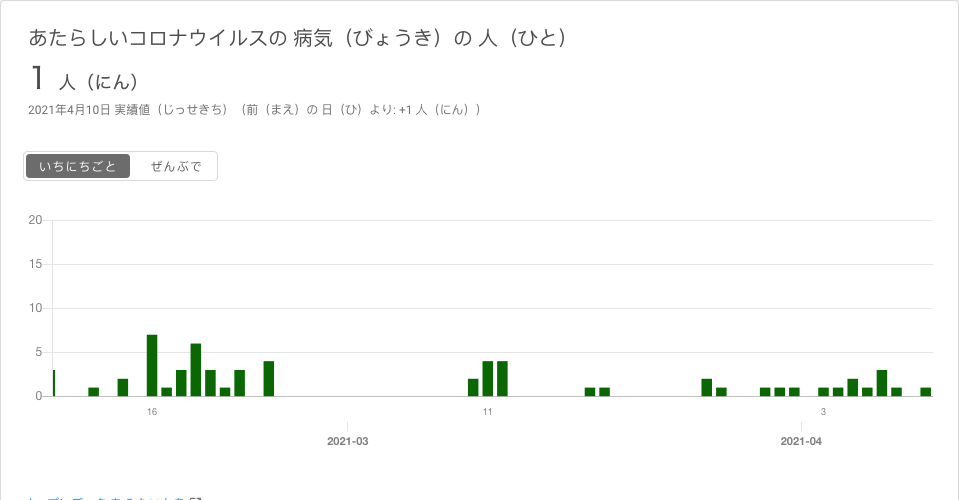 あたらしいコロナウイルスの 病気（びょうき）の 人（ひと）
1 人（にん）
2021年4月10日 実績値（じっせきち）（前（まえ）の 日（ひ）より: +1 人（にん））
いちにちごと ぜんぶで
20
15
10
5
0
16 11 3
2021-03 2021-04